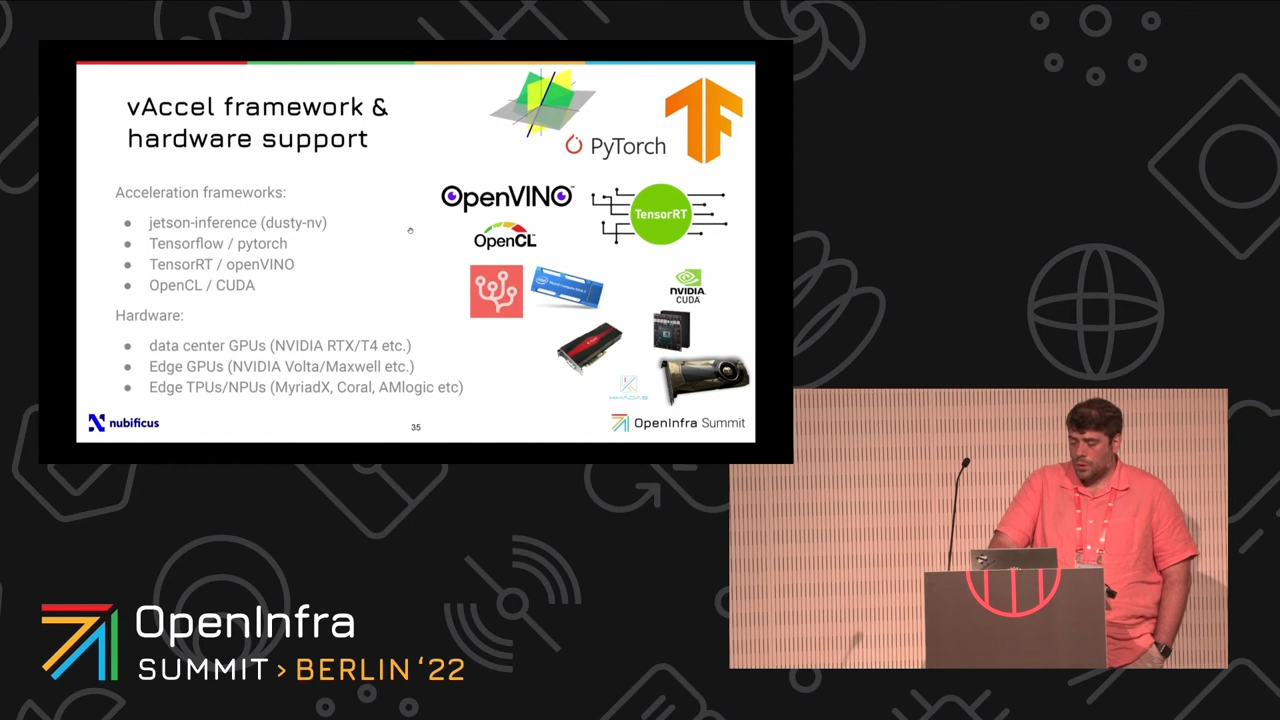 vAccel framework &
hardware support
PyTorch
Acceleration frameworks:
● jetson-inference (dusty-nv)
● Tensorflow / pytorch
● TensorRT / openVINO
● OpenCL / CUDA
Hardware:
● data center GPUs (NVIDIA RTX/T4 etc.)
● Edge GPUs (NVIDIA Volta/Maxwell etc.)
● Edge TPUs/NPUs (MyriadX, Coral, AMlogic etc)
OpenVINO
TensorRT
OpenCL
NVIDIA
CUDA
KHADAS
nubificus
35
OpenInfra Summit
OpenInfra
SUMMIT > BERLIN '22